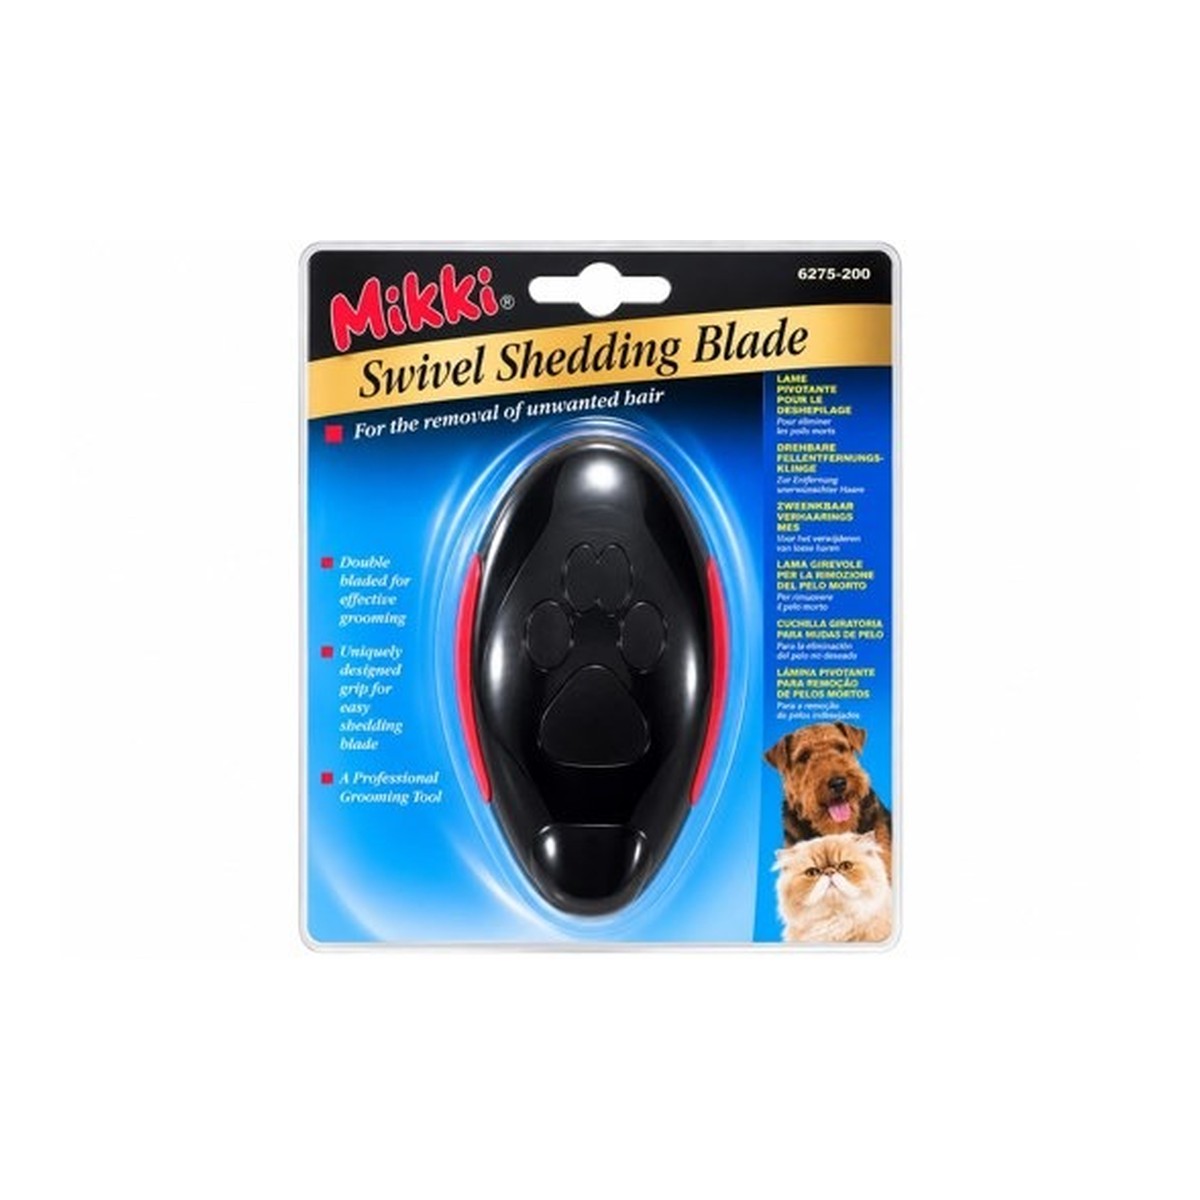 Mikki®
6275-200
Swivel Shedding Blade
For the removal of unwanted hair
Double
bladed for
effective
grooming
Uniquely
designed
grip for
easy
shedding
blade
A Professional
Grooming Tool
LAME
PIVOTANTE
POUR LE
DESHEPILAGE
Pour éliminer
les poils morts
DREHBARE
FELLENTFERNUNGS-
KLINGE
Zur Entfernung
unerwünschter Haare
ZWEENKBAAR
VERHAARINGS
MES
Voor het verwijderen
van losse haren
LAMA GIREVOLE
PER LA RIMOZIONE
DEL PELO MORTO
Per rimuovere
il pelo morto
CUCHILLA GIRATORIA
PARA MUDAS DE PELO
Para la eliminación
del pelo no deseado
LÁMINA PIVOTANTE
PARA REMOÇÃO
DE PELOS MÓRTOS
Para a remoção
de pelos indesejados